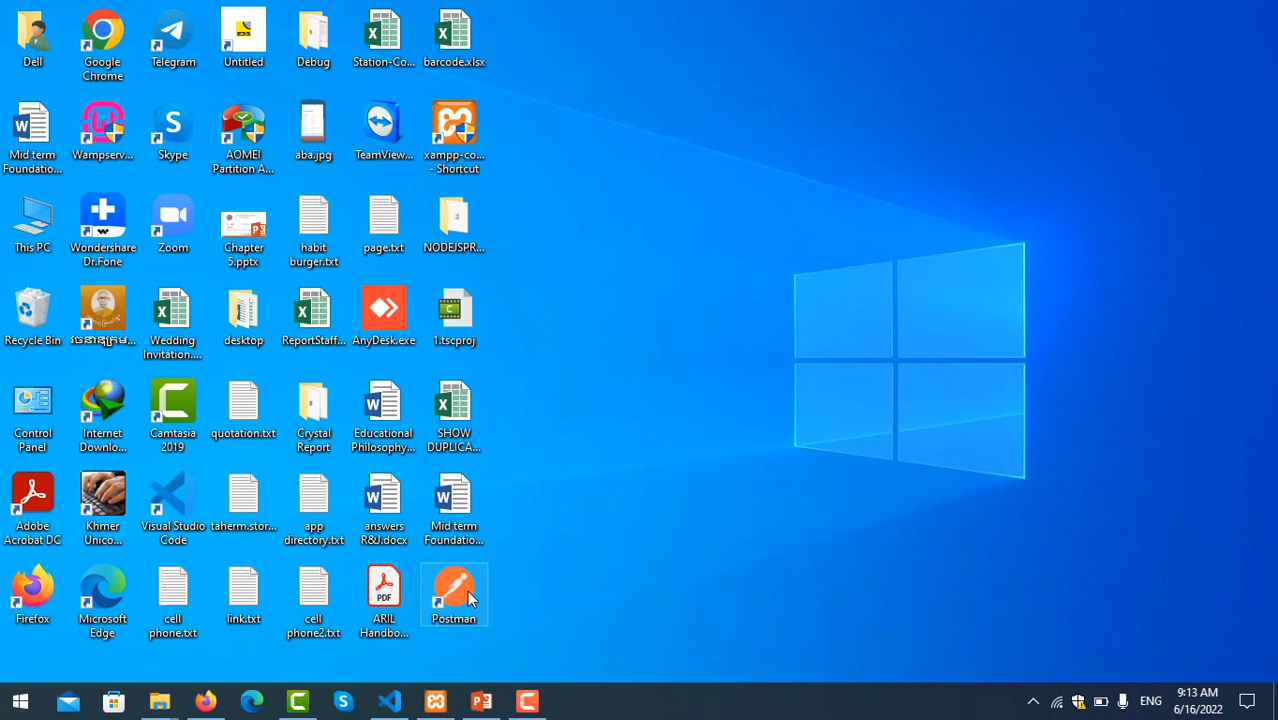 Dell
Google
Chrome
Telegram
Untitled
Debug
Station-Co...
barcode.xlsx
Mid term
Foundatio...
Wampserv...
Skype
AOMEI
Partition A...
aba.jpg
TeamView...
xampp-co...
- Shortcut
This PC
Wondershare
Dr.Fone
Zoom
Chapter
5.pptx
habit
burger.txt
page.txt
NODEJSPR...
Recycle Bin
Wedding
Invitation....
desktop
ReportStaff...
AnyDesk.exe
1.tscproj
Control
Panel
Internet
Downlo...
Camtasia
2019
quotation.txt
Crystal
Report
Educational
Philosophy...
SHOW
DUPLICA...
Adobe
Acrobat DC
Khmer
Unico...
Visual Studio
Code
taherm.stor...
app
directory.txt
answers
R&J.docx
Mid term
Foundatio...
Firefox
Microsoft
Edge
cell
phone.txt
link.txt
cell
phone2.txt
PDF
ARIL
Handbo...
Postman
ENG
9:13 AM
6/16/2022